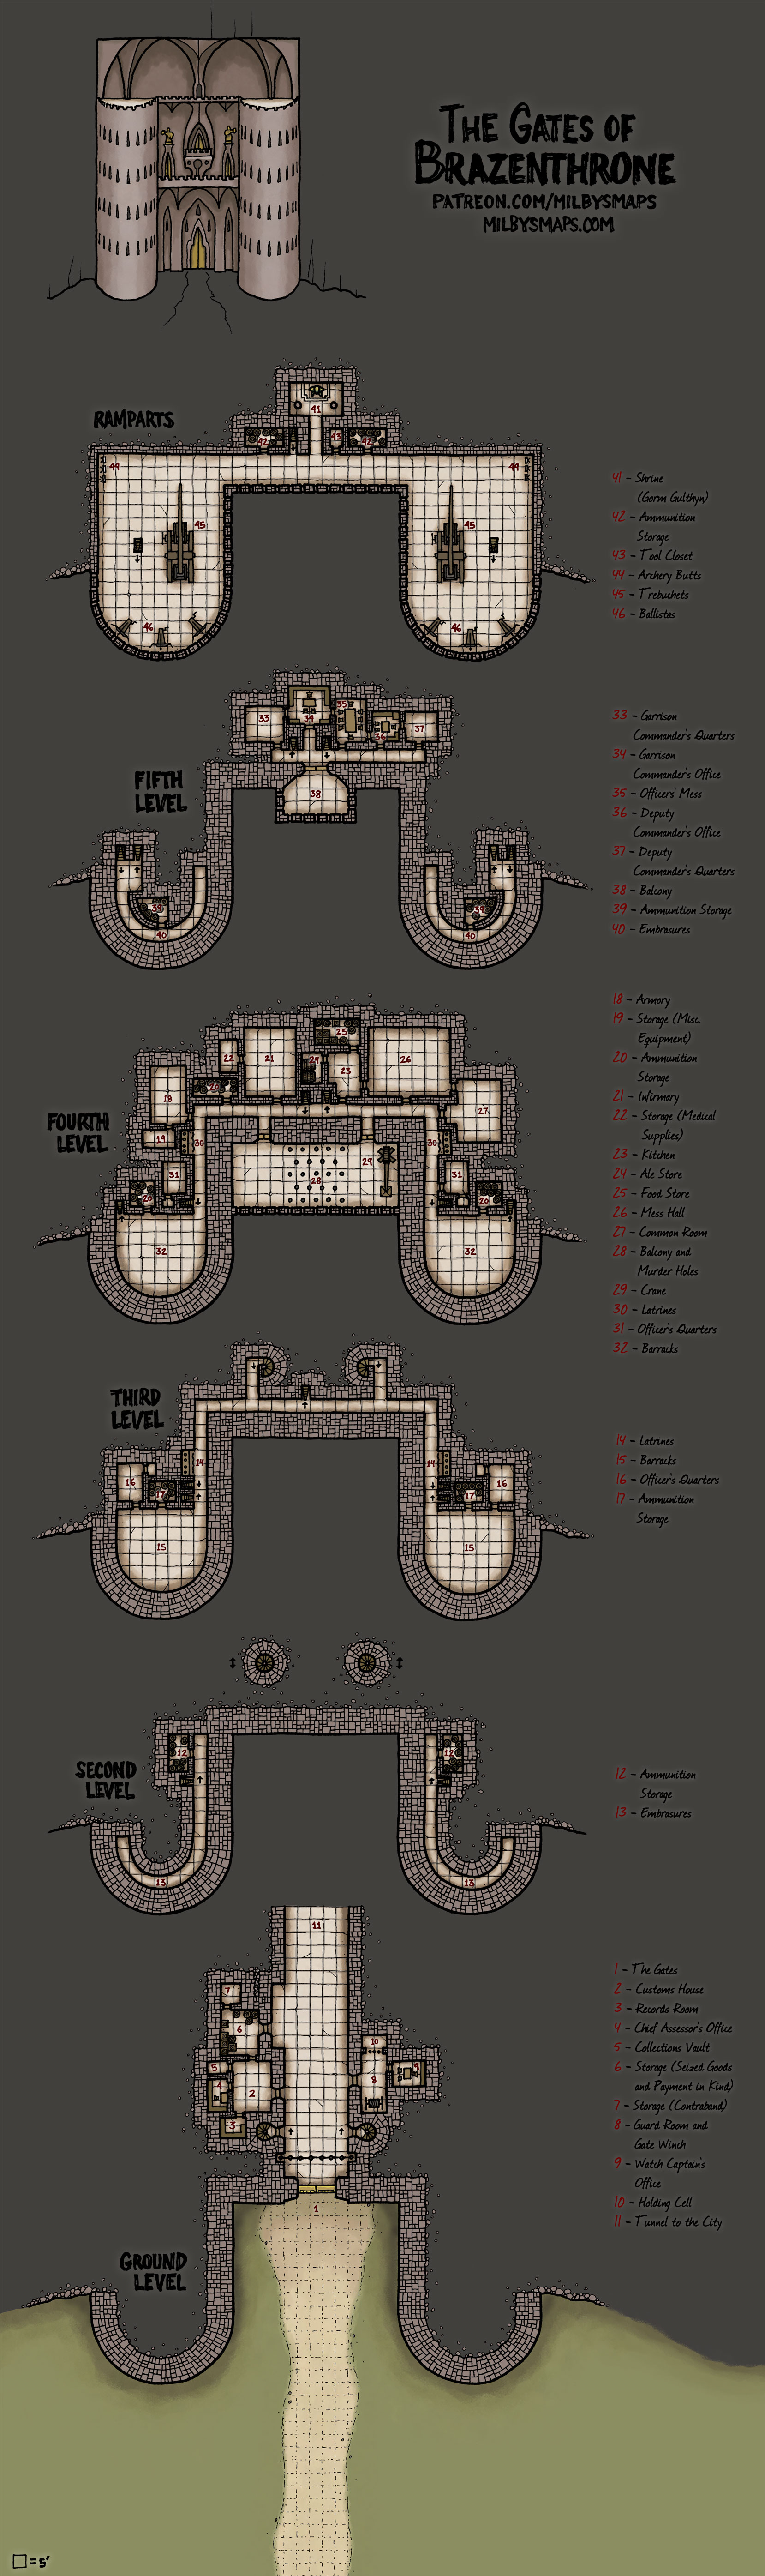 THE GATES OF
BRAZENTHRONE
PATREON.COM/MILBYSMAPS
MILBYSMAPS.COM
RAMPARTS
41
42
43
42
44
44
45
45
46
46
41 - Shrine
(Gorm Gulthyn)
42 - Ammunition
Storage
43 - Tool Closet
44 - Archery Butts
45 - Trebuchets
46 - Ballistas
FIFTH
LEVEL
33
34
35
36
37
38
39
39
40
40
33 - Garrison
Commander's Quarters
34 - Garrison
Commander's Office
35 - Officers' Mess
36 - Deputy
Commander's Office
37 - Deputy
Commander's Quarters
38 - Balcony
39 - Ammunition Storage
40 - Embrasures
FOURTH
LEVEL
25
22
21
24
23
26
20
18
27
19
30
30
29
31
28
31
20
20
32
32
18 - Armory
19 - Storage (Misc.
Equipment)
20 - Ammunition
Storage
21 - Infirmary
22 - Storage (Medical
Supplies)
23 - Kitchen
24 - Ale Store
25 - Food Store
26 - Mess Hall
27 - Common Room
28 - Balcony and
Murder Holes
29 - Crane
30 - Latrines
31 - Officer's Quarters
32 - Barracks
THIRD
LEVEL
14
14
16
17
17
16
15
15
14 - Latrines
15 - Barracks
16 - Officer's Quarters
17 - Ammunition
Storage
SECOND
LEVEL
12
12
13
13
12 - Ammunition
Storage
13 - Embrasures
11
7
6
10
5
9
8
4
2
3
1
1 - The Gates
2 - Customs House
3 - Records Room
4 - Chief Assessor's Office
5 - Collections Vault
6 - Storage (Seized Goods
and Payment in Kind)
7 - Storage (Contraband)
8 - Guard Room and
Gate Winch
9 - Watch Captain's
Office
10 - Holding Cell
11 - Tunnel to the City
GROUND
LEVEL
= 5'